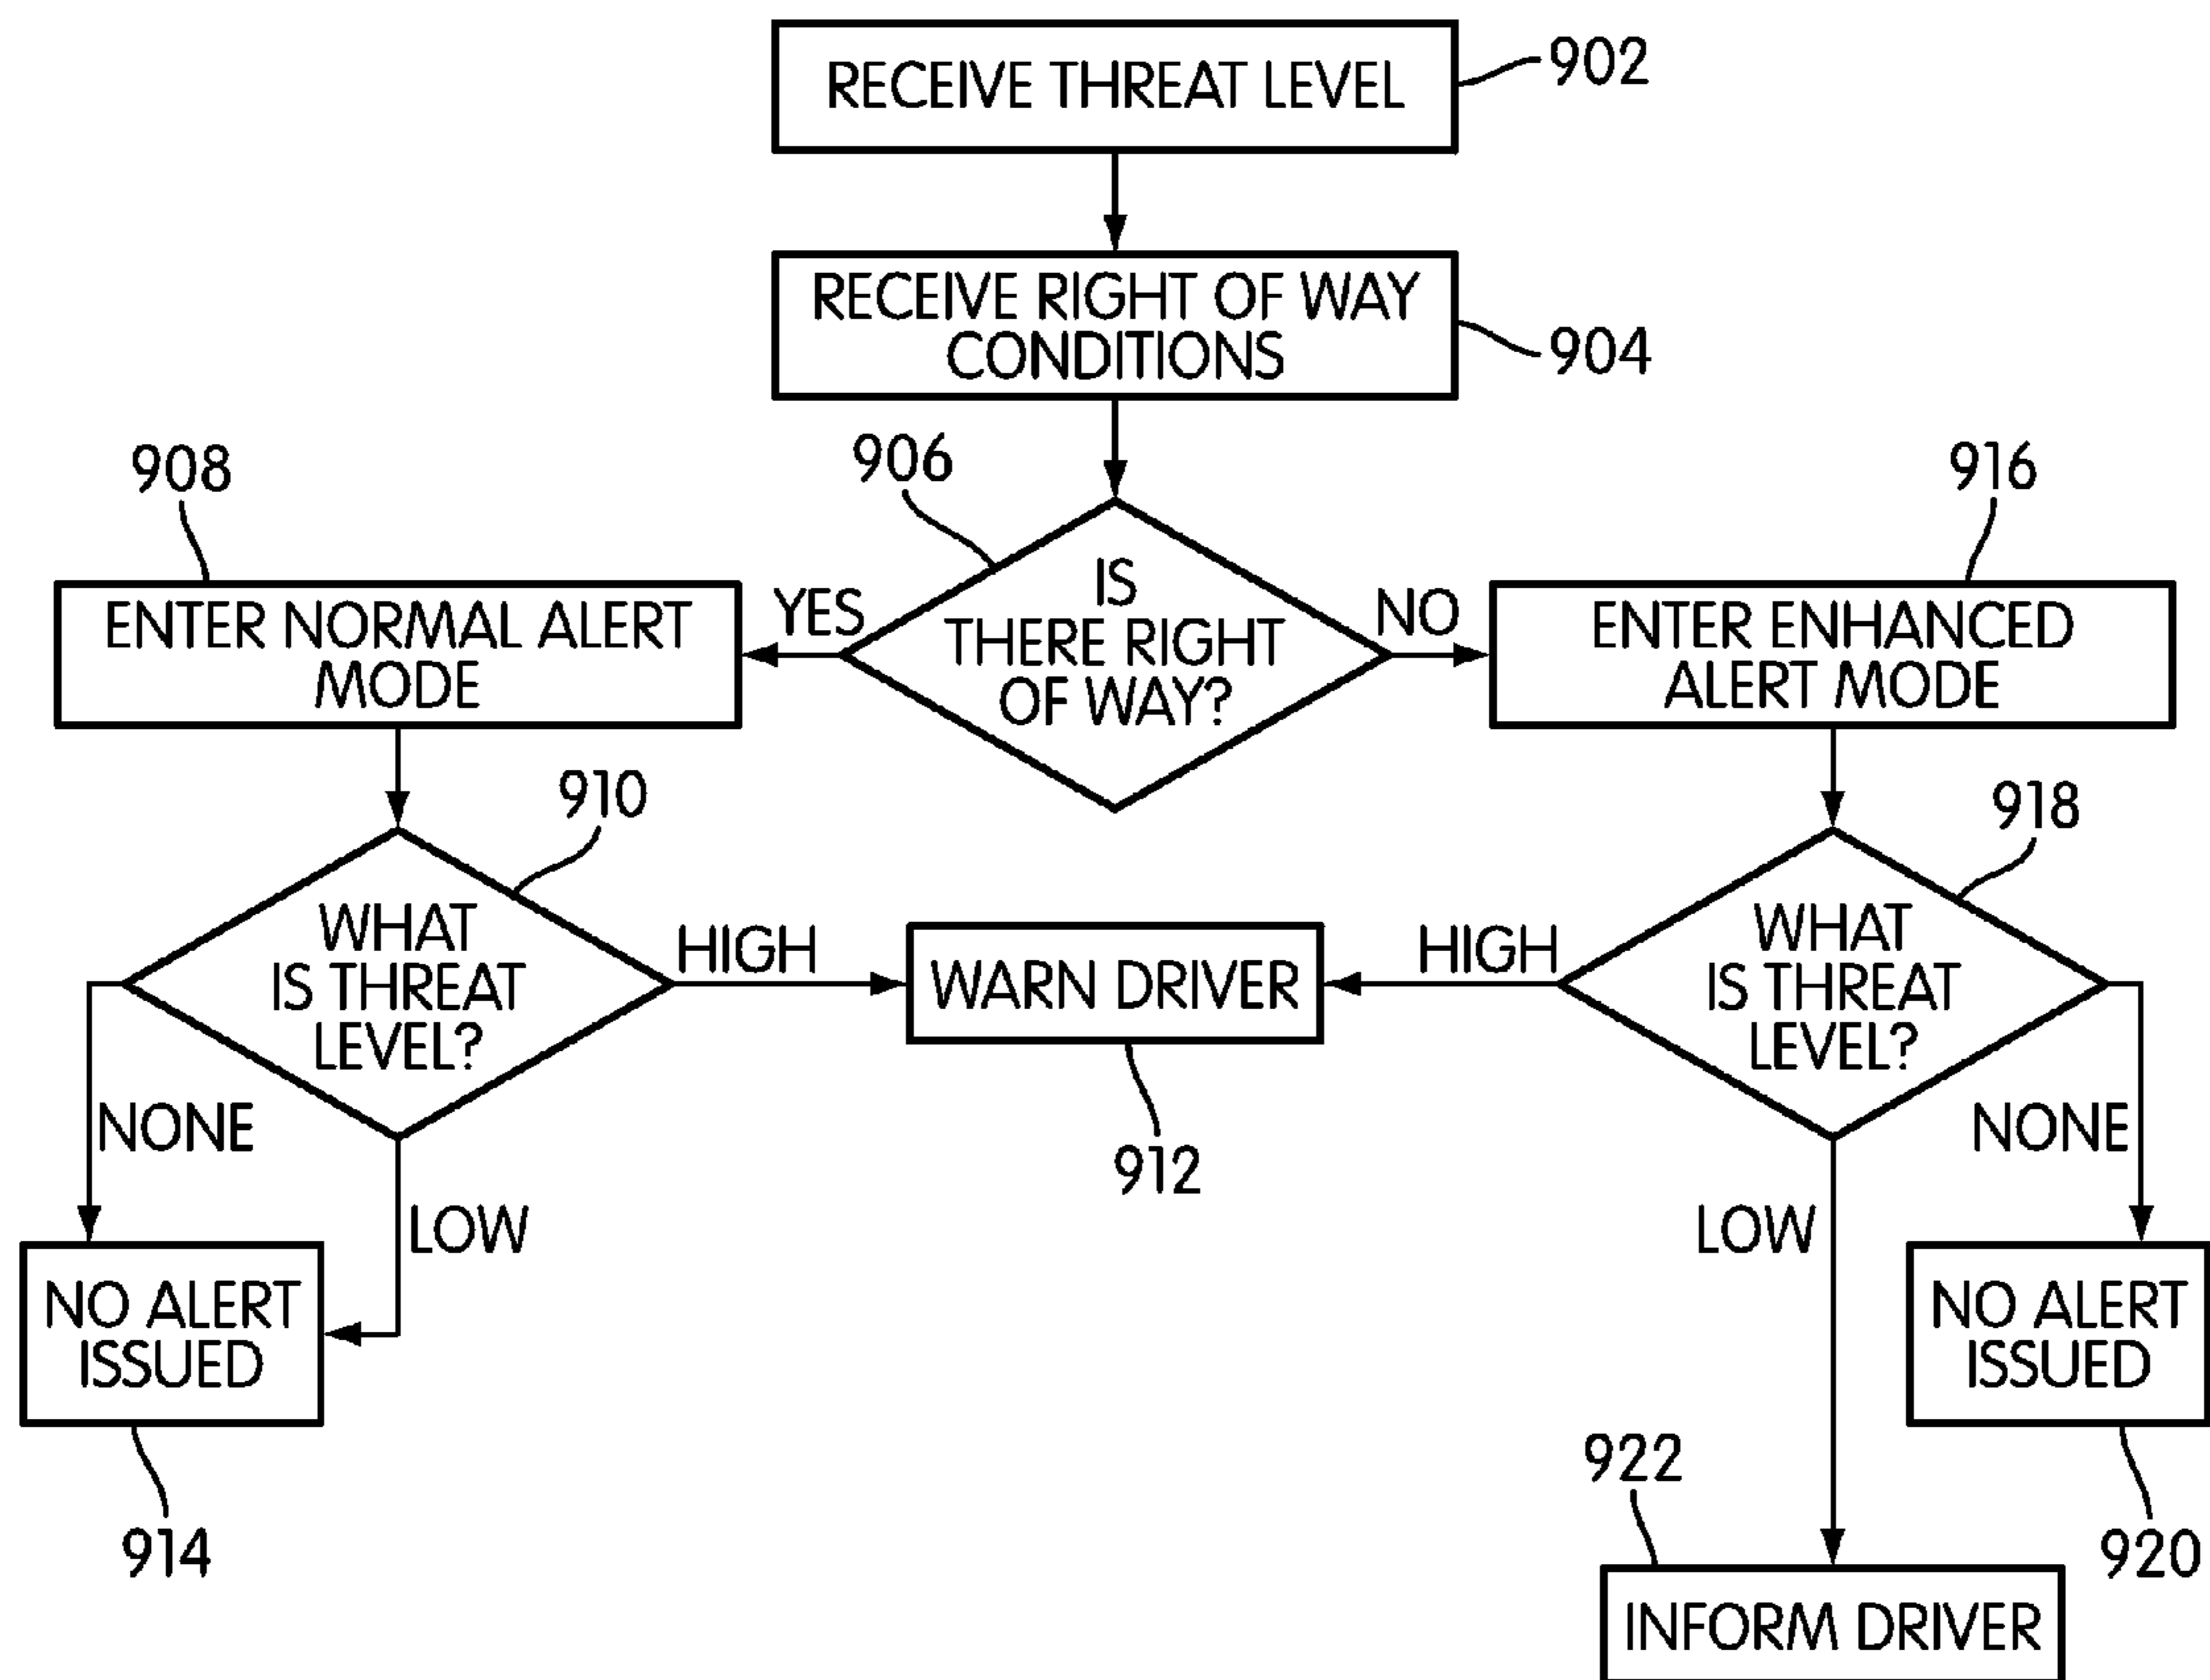 RECEIVE THREAT LEVEL
902
RECEIVE RIGHT OF WAY
CONDITIONS
904
906
908
916
IS
THERE RIGHT
OF WAY?
YES
NO
ENTER NORMAL ALERT
MODE
ENTER ENHANCED
ALERT MODE
910
918
WHAT
IS THREAT
LEVEL?
HIGH
WARN DRIVER
HIGH
WHAT
IS THREAT
LEVEL?
912
NONE
LOW
NONE
LOW
NO ALERT
ISSUED
914
NO ALERT
ISSUED
920
922
INFORM DRIVER